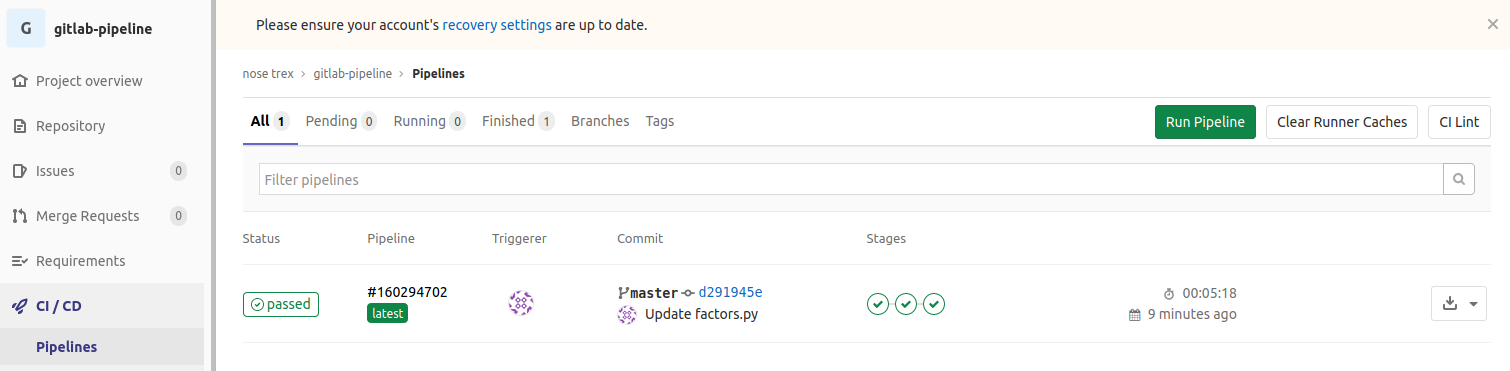 G gitlab-pipeline
Please ensure your account's recovery settings are up to date.
Project overview
Repository
Issues 0
Merge Requests 0
Requirements
CI / CD
Pipelines
nose trex › gitlab-pipeline › Pipelines
All 1 Pending 0 Running 0 Finished 1 Branches Tags
Run Pipeline Clear Runner Caches CI Lint
Filter pipelines
Status Pipeline Triggerer Commit Stages
passed
#160294702
latest
master d291945e
Update factors.py
00:05:18
9 minutes ago